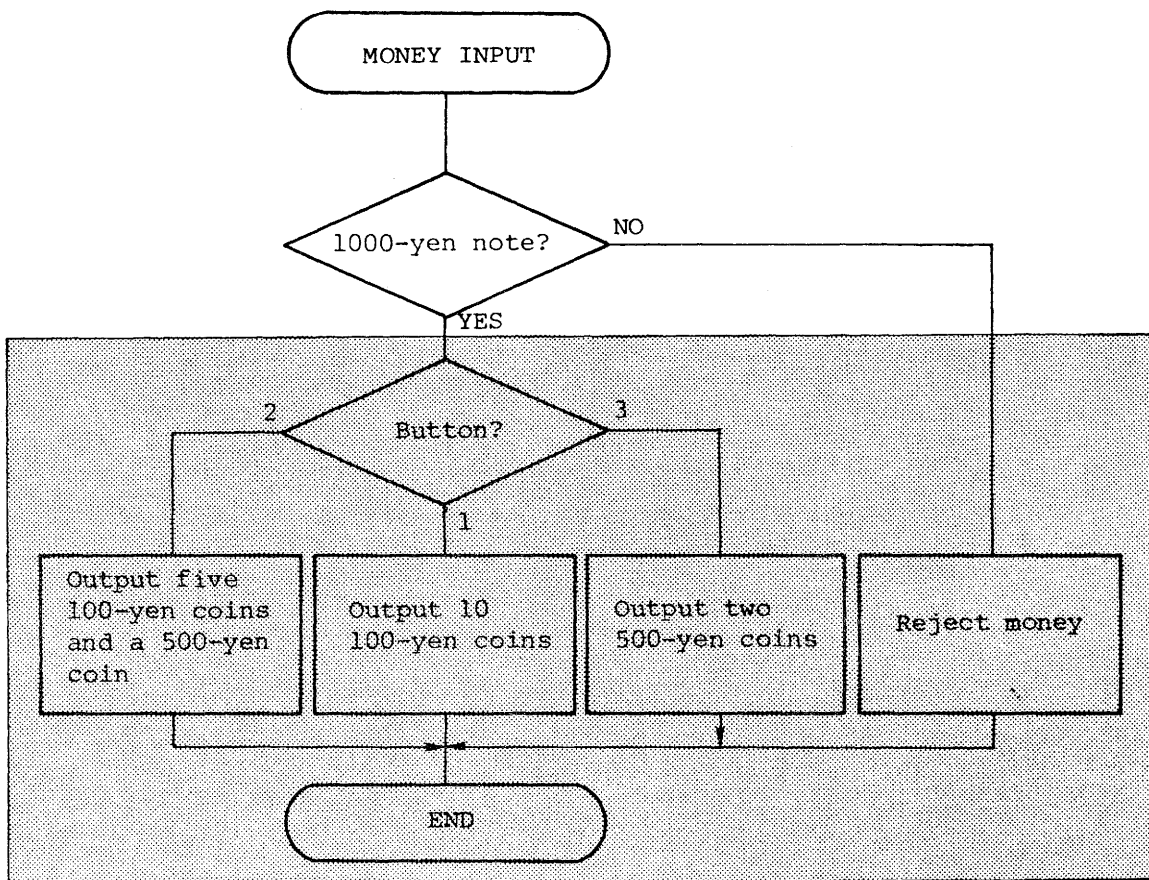 MONEY INPUT
1000-yen note?
NO
YES
2
Button?
3
1
Output five
100-yen coins
and a 500-yen
coin
Output 10
100-yen coins
Output two
500-yen coins
Reject money
END